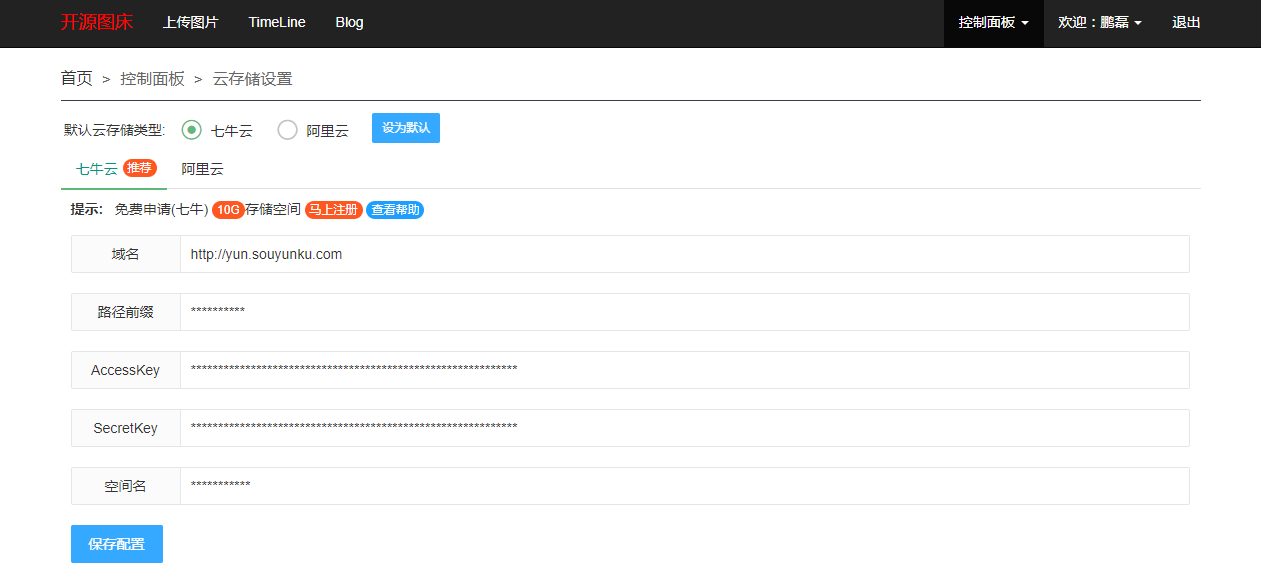 开源图床 上传图片 TimeLine Blog 控制面板 欢迎：鹏磊 退出
首页 > 控制面板 > 云存储设置
默认云存储类型: 七牛云 阿里云 设为默认
七牛云 推荐 阿里云
提示: 免费申请(七牛) 10G 存储空间 马上注册 查看帮助
域名 http://yun.souyunku.com
路径前缀 **********
AccessKey ************************************************************
SecretKey ************************************************************
空间名 ***********
保存配置